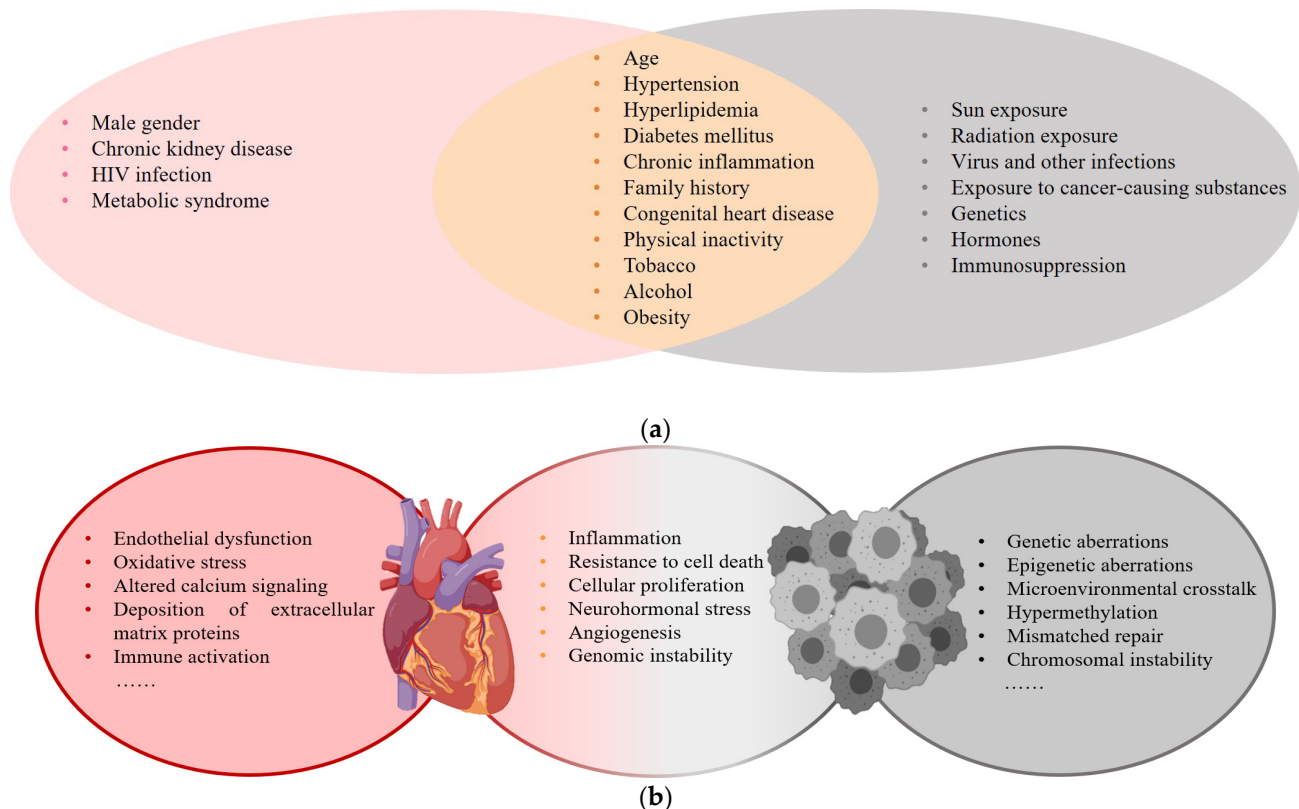 • Male gender
• Chronic kidney disease
• HIV infection
• Metabolic syndrome
• Age
• Hypertension
• Hyperlipidemia
• Diabetes mellitus
• Chronic inflammation
• Family history
• Congenital heart disease
• Physical inactivity
• Tobacco
• Alcohol
• Obesity
• Sun exposure
• Radiation exposure
• Virus and other infections
• Exposure to cancer-causing substances
• Genetics
• Hormones
• Immunosuppression
(a)
• Endothelial dysfunction
• Oxidative stress
• Altered calcium signaling
• Deposition of extracellular
matrix proteins
• Immune activation
……
• Inflammation
• Resistance to cell death
• Cellular proliferation
• Neurohormonal stress
• Angiogenesis
• Genomic instability
• Genetic aberrations
• Epigenetic aberrations
• Microenvironmental crosstalk
• Hypermethylation
• Mismatched repair
• Chromosomal instability
……
(b)